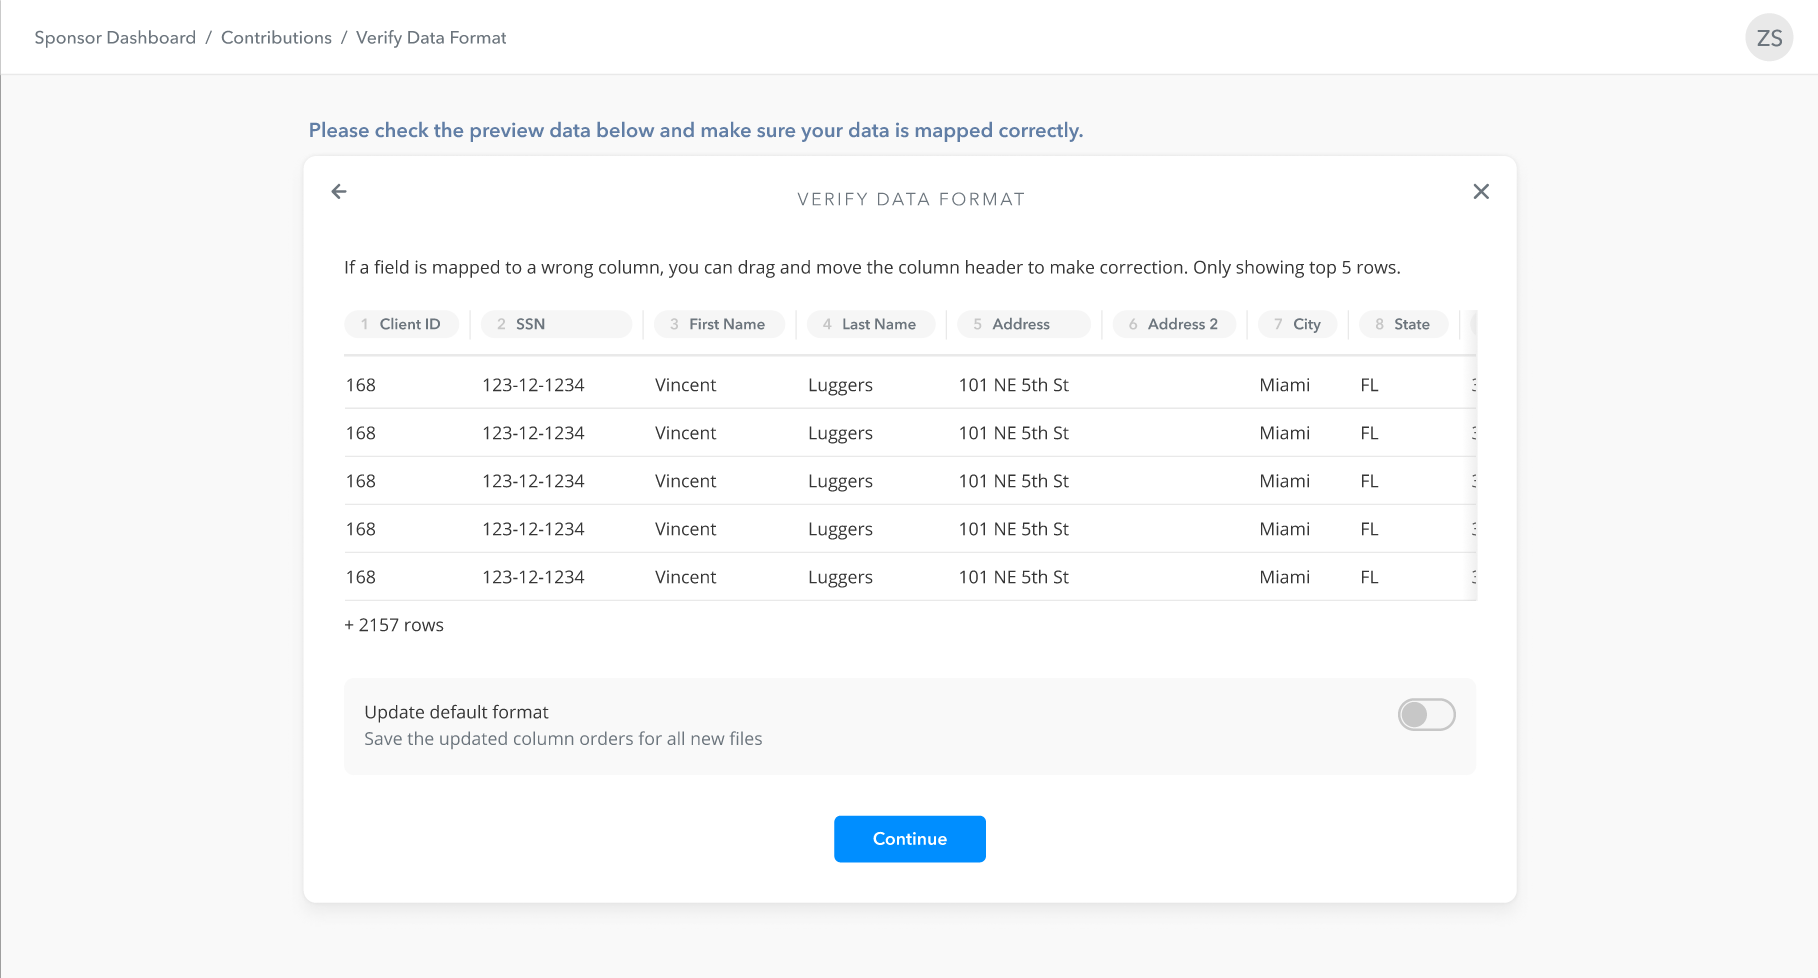 Sponsor Dashboard / Contributions / Verify Data Format
ZS
Please check the preview data below and make sure your data is mapped correctly.
VERIFY DATA FORMAT
If a field is mapped to a wrong column, you can drag and move the column header to make correction. Only showing top 5 rows.
1 Client ID 2 SSN 3 First Name 4 Last Name 5 Address 6 Address 2 7 City 8 State
168 123-12-1234 Vincent Luggers 101 NE 5th St Miami FL
168 123-12-1234 Vincent Luggers 101 NE 5th St Miami FL
168 123-12-1234 Vincent Luggers 101 NE 5th St Miami FL
168 123-12-1234 Vincent Luggers 101 NE 5th St Miami FL
168 123-12-1234 Vincent Luggers 101 NE 5th St Miami FL
+ 2157 rows
Update default format
Save the updated column orders for all new files
Continue